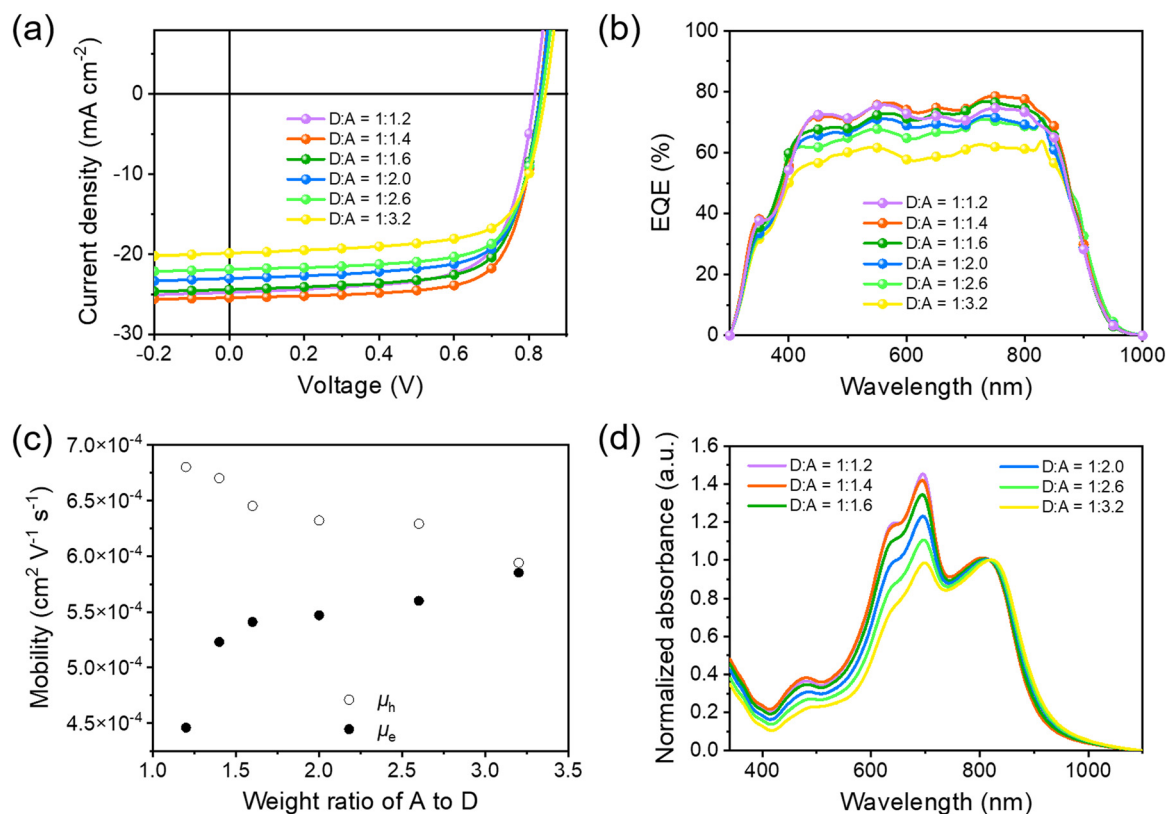 (a)
Current density (mA cm⁻²)
0
-10
-20
-30
D:A = 1:1.2
D:A = 1:1.4
D:A = 1:1.6
D:A = 1:2.0
D:A = 1:2.6
D:A = 1:3.2
-0.2 0.0 0.2 0.4 0.6 0.8
Voltage (V)
(b)
EQE (%)
100
80
60
40
20
0
D:A = 1:1.2
D:A = 1:1.4
D:A = 1:1.6
D:A = 1:2.0
D:A = 1:2.6
D:A = 1:3.2
400 600 800 1000
Wavelength (nm)
(c)
Mobility (cm² V⁻¹ s⁻¹)
7.0×10⁻⁴
6.5×10⁻⁴
6.0×10⁻⁴
5.5×10⁻⁴
5.0×10⁻⁴
4.5×10⁻⁴
μₕ
μₑ
1.0 1.5 2.0 2.5 3.0 3.5
Weight ratio of A to D
(d)
Normalized absorbance (a.u.)
1.6
1.4
1.2
1.0
0.8
0.6
0.4
0.2
0.0
D:A = 1:1.2
D:A = 1:1.4
D:A = 1:1.6
D:A = 1:2.0
D:A = 1:2.6
D:A = 1:3.2
400 600 800 1000
Wavelength (nm)